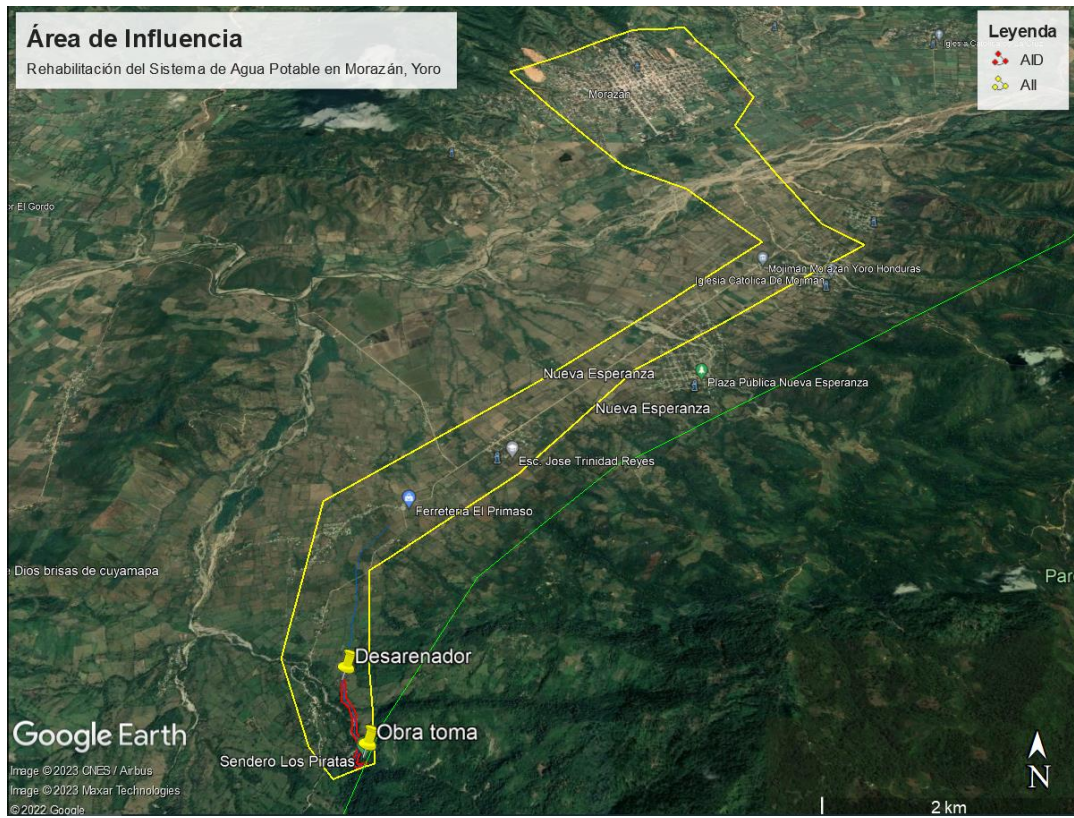 Área de Influencia
Rehabilitación del Sistema de Agua Potable en Morazán, Yoro
Leyenda
AID
AII
Morazán
or El Gordo
Mojiman Morazan Yoro Honduras
Iglesia Catolica De Mojiman
Nueva Esperanza
Plaza Publica Nueva Esperanza
Nueva Esperanza
Esc. Jose Trinidad Reyes
Ferreteria El Primaso
Dios brisas de cuyamapa
Desarenador
Obra toma
Sendero Los Piratas
Google Earth
Image © 2023 CNES / Airbus
Image © 2023 Maxar Technologies
© 2022 Google
N
2 km